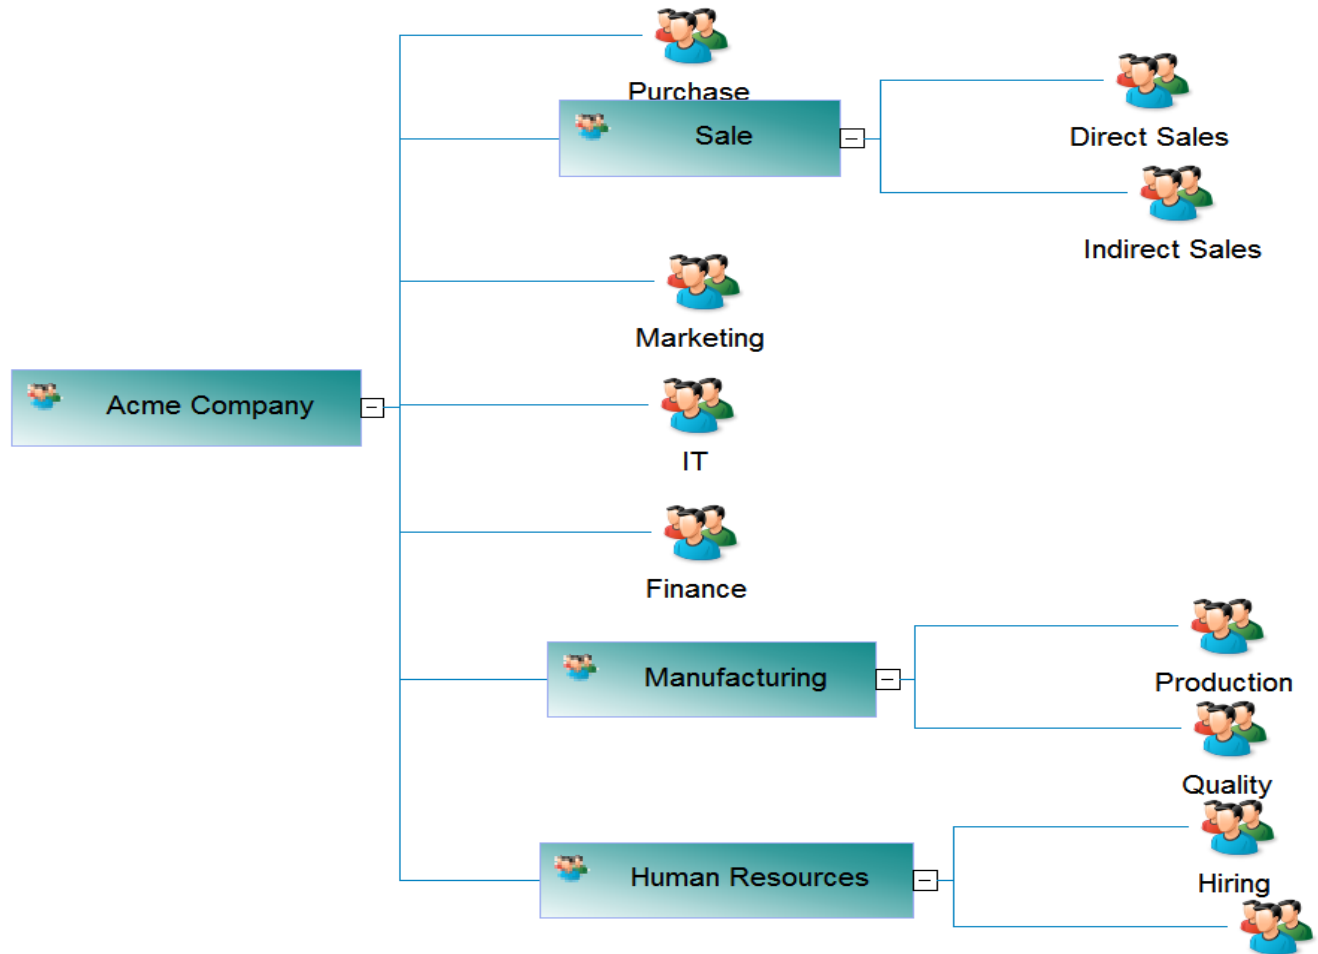 Purchase
Sale
Direct Sales
Indirect Sales
Marketing
Acme Company
IT
Finance
Manufacturing
Production
Quality
Human Resources
Hiring